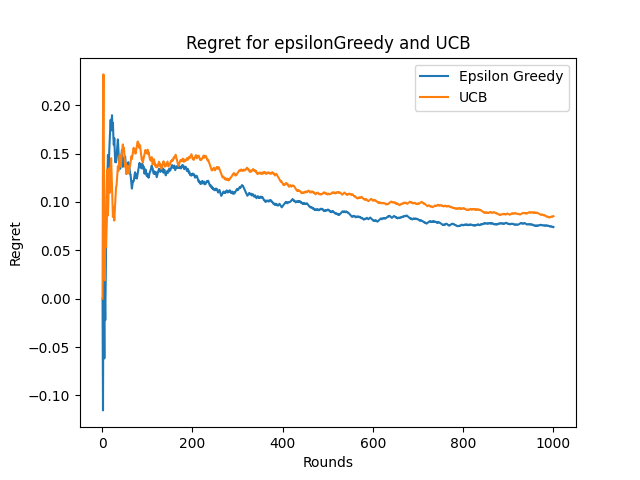 Regret for epsilonGreedy and UCB
Epsilon Greedy
UCB
0.20
0.15
0.10
0.05
0.00
−0.05
−0.10
Regret
0 200 400 600 800 1000
Rounds